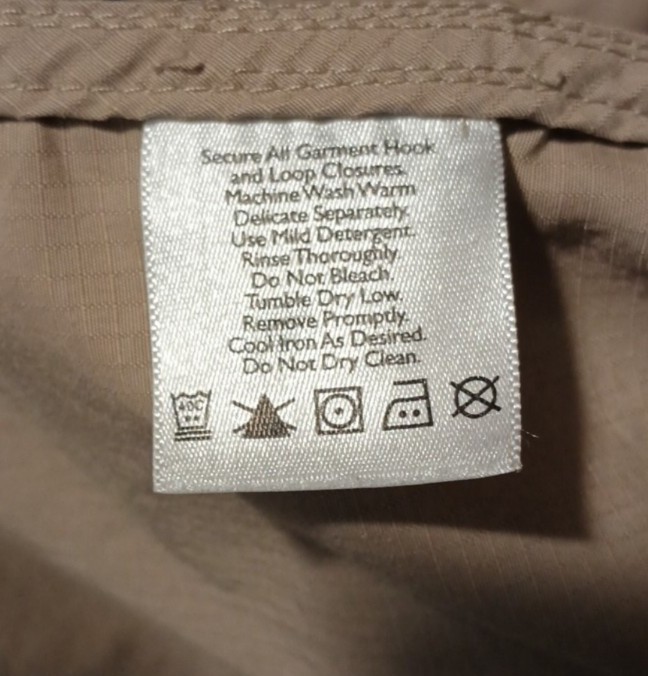 Secure All Garment Hook
and Loop Closures.
Machine Wash Warm
Delicate Separately.
Use Mild Detergent.
Rinse Thoroughly.
Do Not Bleach.
Tumble Dry Low.
Remove Promptly.
Cool Iron As Desired.
Do Not Dry Clean.
40C